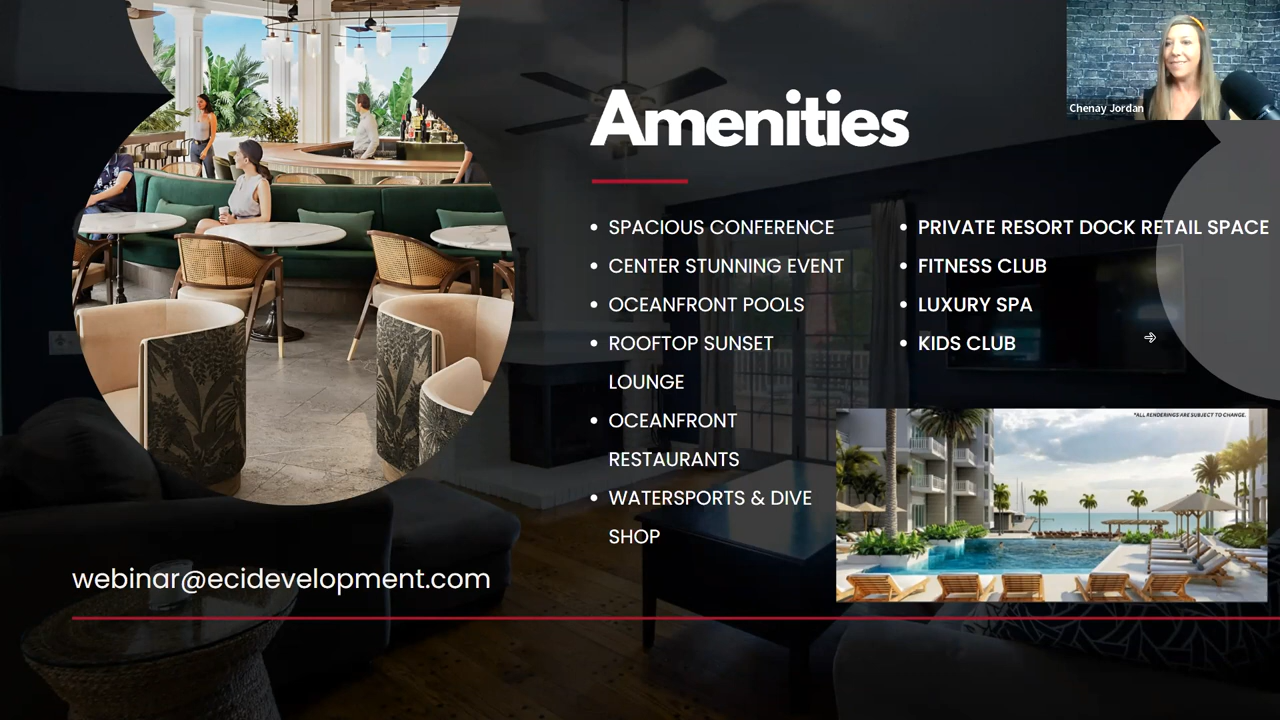 Chenay Jordan
Amenities
• SPACIOUS CONFERENCE
• CENTER STUNNING EVENT
• OCEANFRONT POOLS
• ROOFTOP SUNSET
LOUNGE
• OCEANFRONT
RESTAURANTS
• WATERSPORTS & DIVE
SHOP
• PRIVATE RESORT DOCK RETAIL SPACE
• FITNESS CLUB
• LUXURY SPA
• KIDS CLUB
*ALL RENDERINGS ARE SUBJECT TO CHANGE.
webinar@ecidevelopment.com